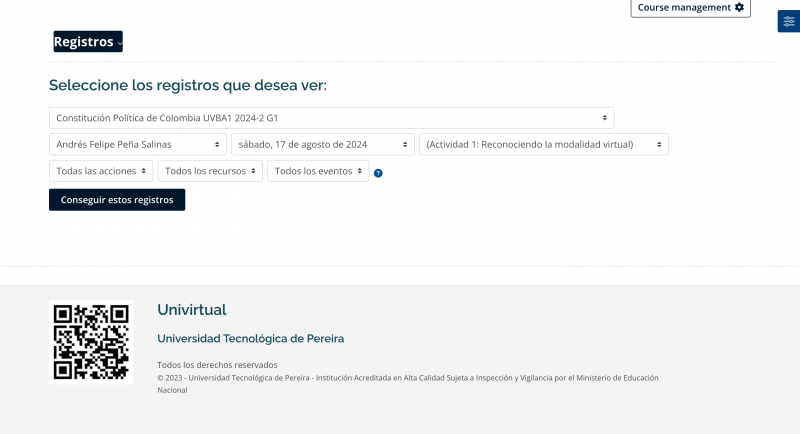 Course management
Registros
Seleccione los registros que desea ver:
Constitución Política de Colombia UVBA1 2024-2 G1
Andrés Felipe Peña Salinas sábado, 17 de agosto de 2024 (Actividad 1: Reconociendo la modalidad virtual)
Todas las acciones Todos los recursos Todos los eventos ?
Conseguir estos registros
Univirtual
Universidad Tecnológica de Pereira
Todos los derechos reservados
© 2023 - Universidad Tecnológica de Pereira - Institución Acreditada en Alta Calidad Sujeta a Inspección y Vigilancia por el Ministerio de Educación
Nacional